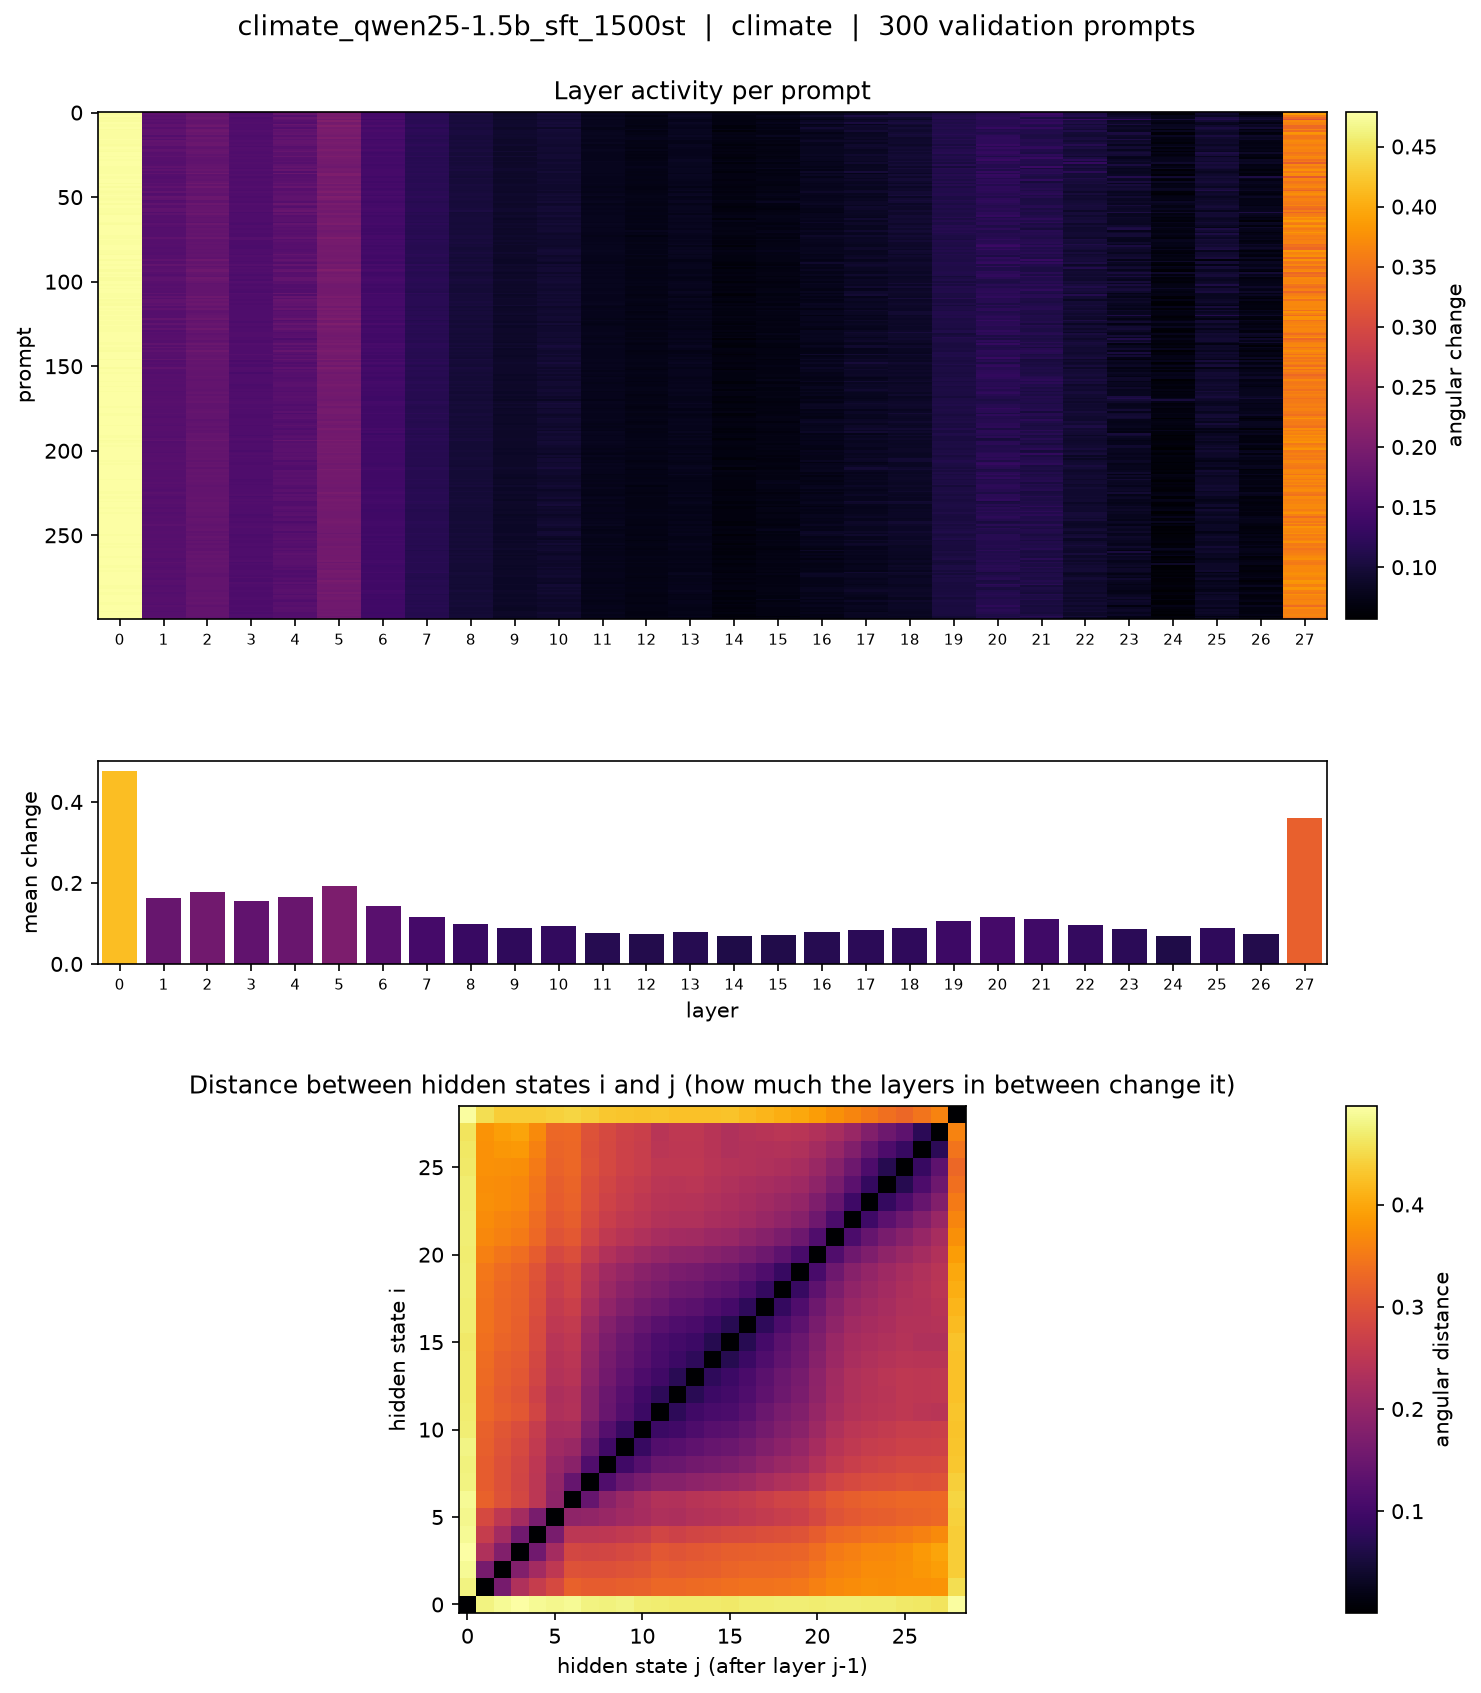 climate_qwen25-1.5b_sft_1500st | climate | 300 validation prompts
Layer activity per prompt
prompt
0
50
100
150
200
250
0 1 2 3 4 5 6 7 8 9 10 11 12 13 14 15 16 17 18 19 20 21 22 23 24 25 26 27
0.45
0.40
0.35
0.30
0.25
0.20
0.15
0.10
angular change
mean change
0.4
0.2
0.0
0 1 2 3 4 5 6 7 8 9 10 11 12 13 14 15 16 17 18 19 20 21 22 23 24 25 26 27
layer
Distance between hidden states i and j (how much the layers in between change it)
hidden state i
25
20
15
10
5
0
0 5 10 15 20 25
hidden state j (after layer j-1)
0.4
0.3
0.2
0.1
angular distance